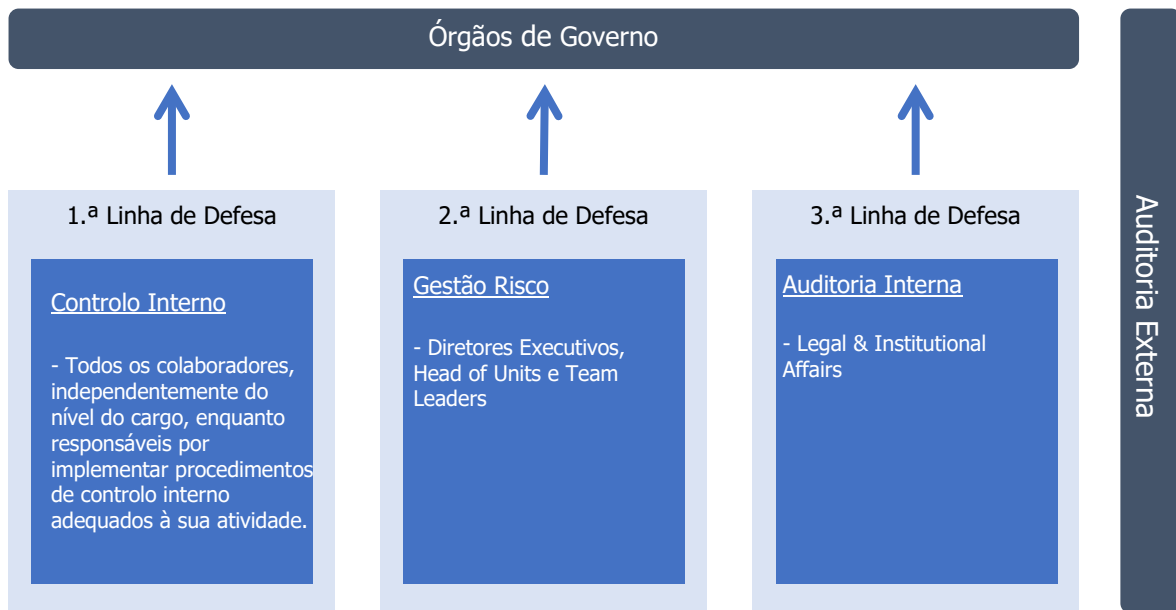 Órgãos de Governo
1.ª Linha de Defesa
Controlo Interno
- Todos os colaboradores,
independentemente do
nível do cargo, enquanto
responsáveis por
implementar procedimentos
de controlo interno
adequados à sua atividade.
2.ª Linha de Defesa
Gestão Risco
- Diretores Executivos,
Head of Units e Team
Leaders
3.ª Linha de Defesa
Auditoria Interna
- Legal & Institutional
Affairs
Auditoria Externa